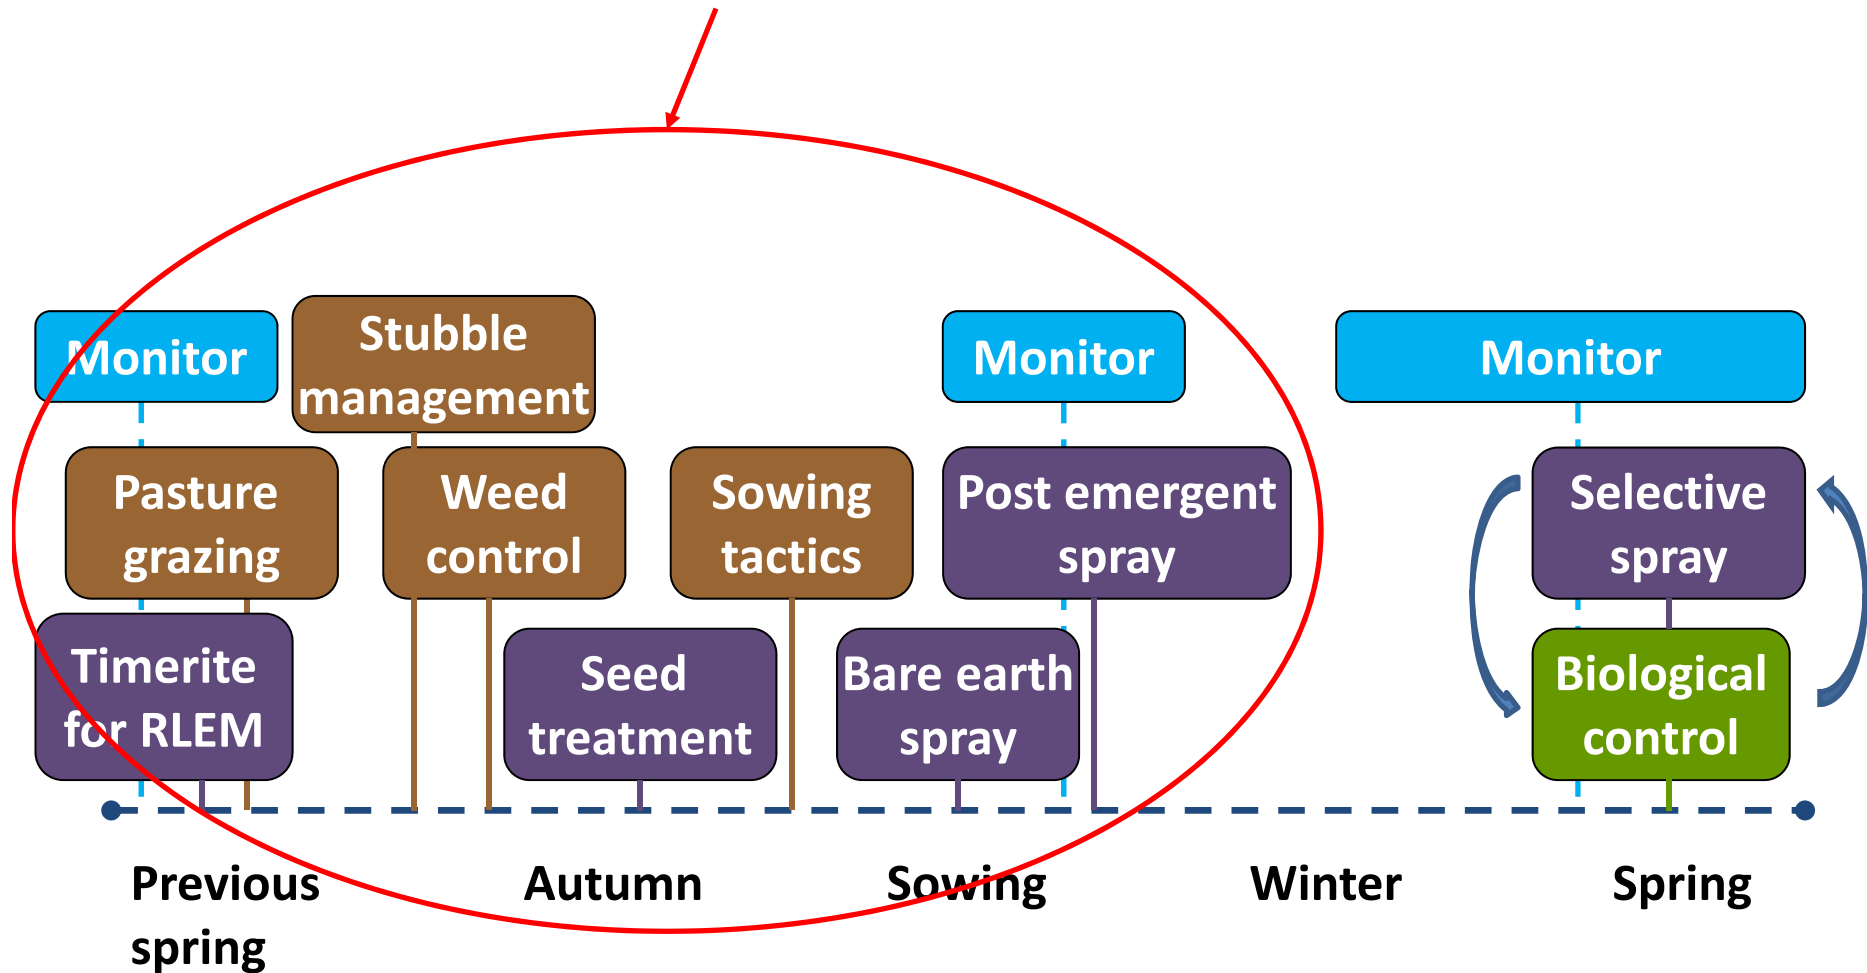 Monitor
Stubble
management
Monitor
Monitor
Pasture
grazing
Weed
control
Sowing
tactics
Post emergent
spray
Selective
spray
Timerite
for RLEM
Seed
treatment
Bare earth
spray
Biological
control
Previous
spring
Autumn
Sowing
Winter
Spring